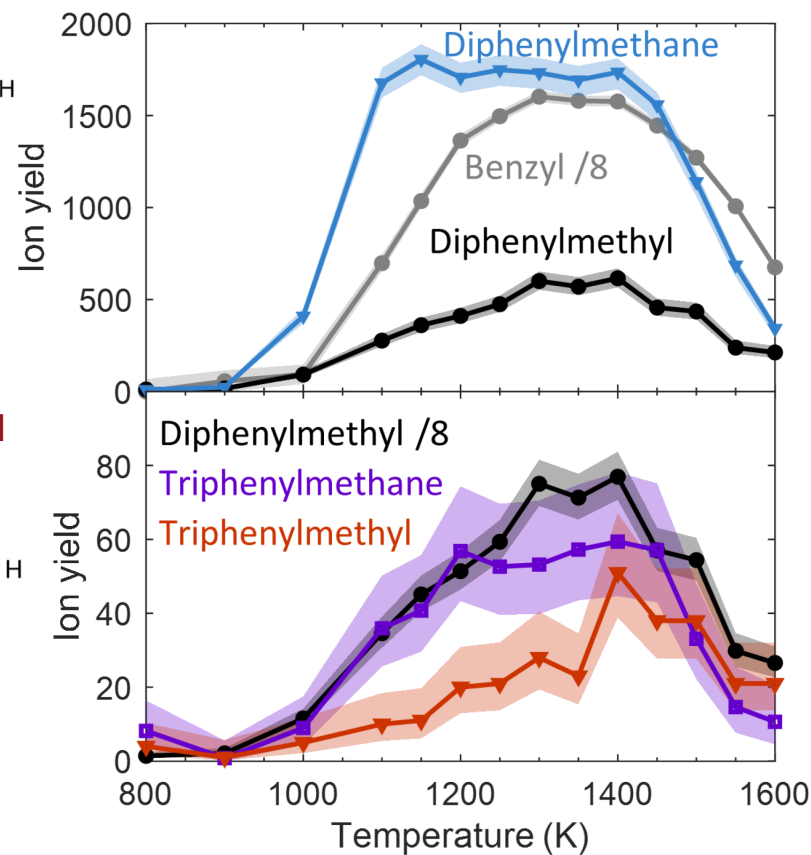 2000
Diphenylmethane
H
1500
Benzyl /8
Ion yield
1000
Diphenylmethyl
500
0
Diphenylmethyl /8
80
Triphenylmethane
Triphenylmethyl
60
H
Ion yield
40
20
0
800 1000 1200 1400 1600
Temperature (K)